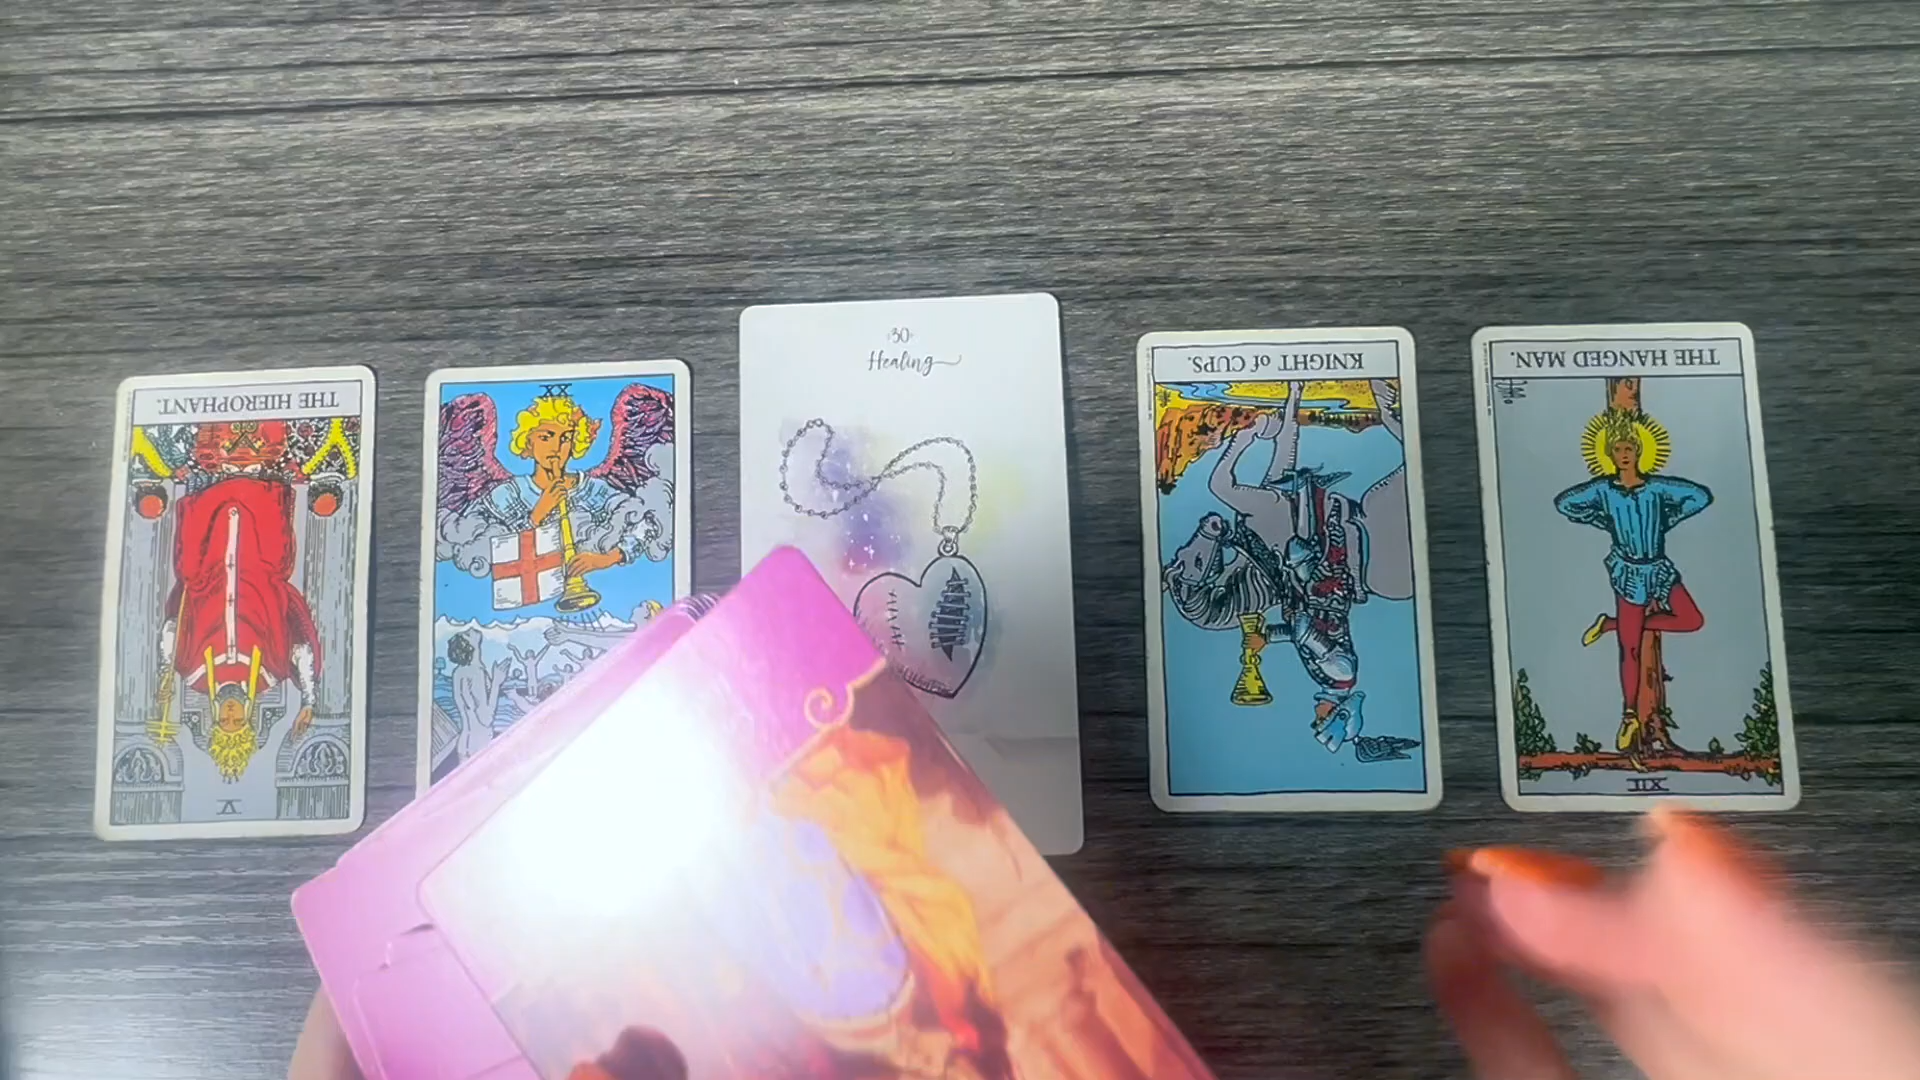 THE HIEROPHANT.
V
XX
30
Healing
KNIGHT of CUPS.
THE HANGED MAN.
XII